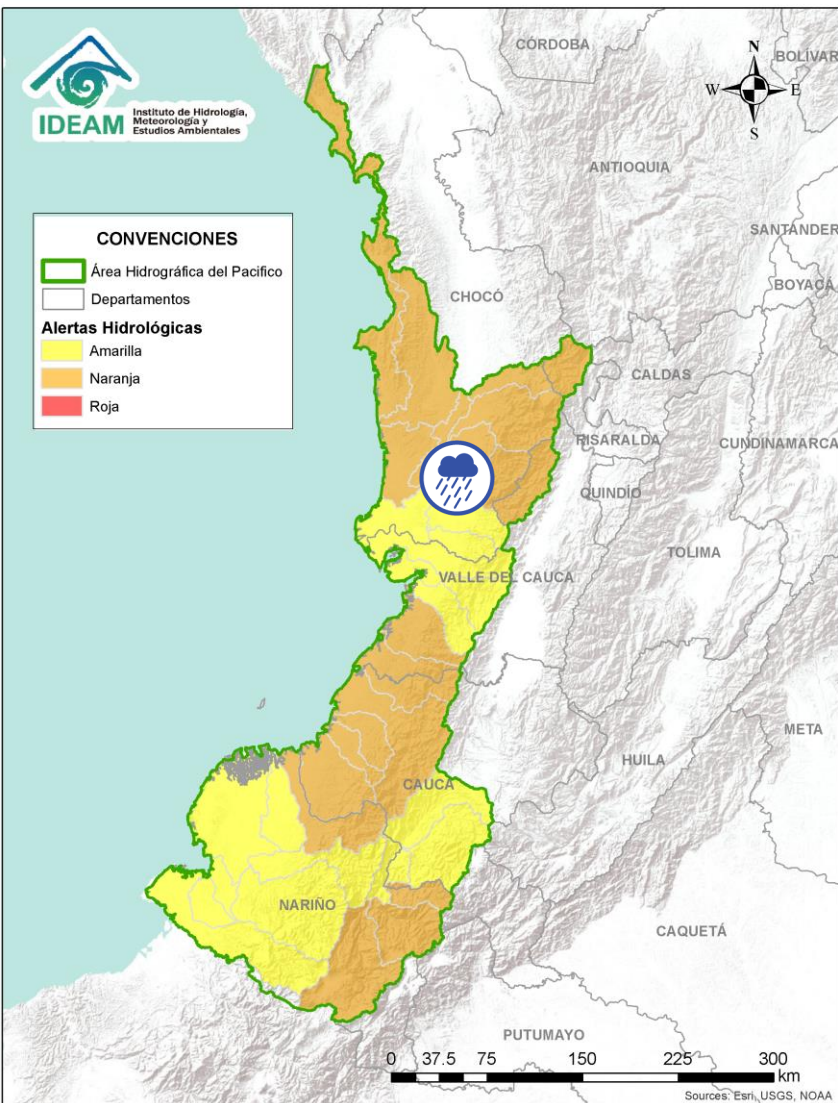 IDEAM
Instituto de Hidrología,
Meteorología y
Estudios Ambientales
N
W
E
S
CÓRDOBA
BOLÍVAR
ANTIOQUIA
SANTANDER
BOYACÁ
CHOCÓ
CALDAS
RISARALDA
CUNDINAMARCA
QUINDÍO
TOLIMA
VALLE DEL CAUCA
META
HUILA
CAUCA
NARIÑO
CAQUETÁ
PUTUMAYO
CONVENCIONES
Área Hidrográfica del Pacifico
Departamentos
Alertas Hidrológicas
Amarilla
Naranja
Roja
0 37.5 75 150 225 300
km
Sources: Esri, USGS, NOAA